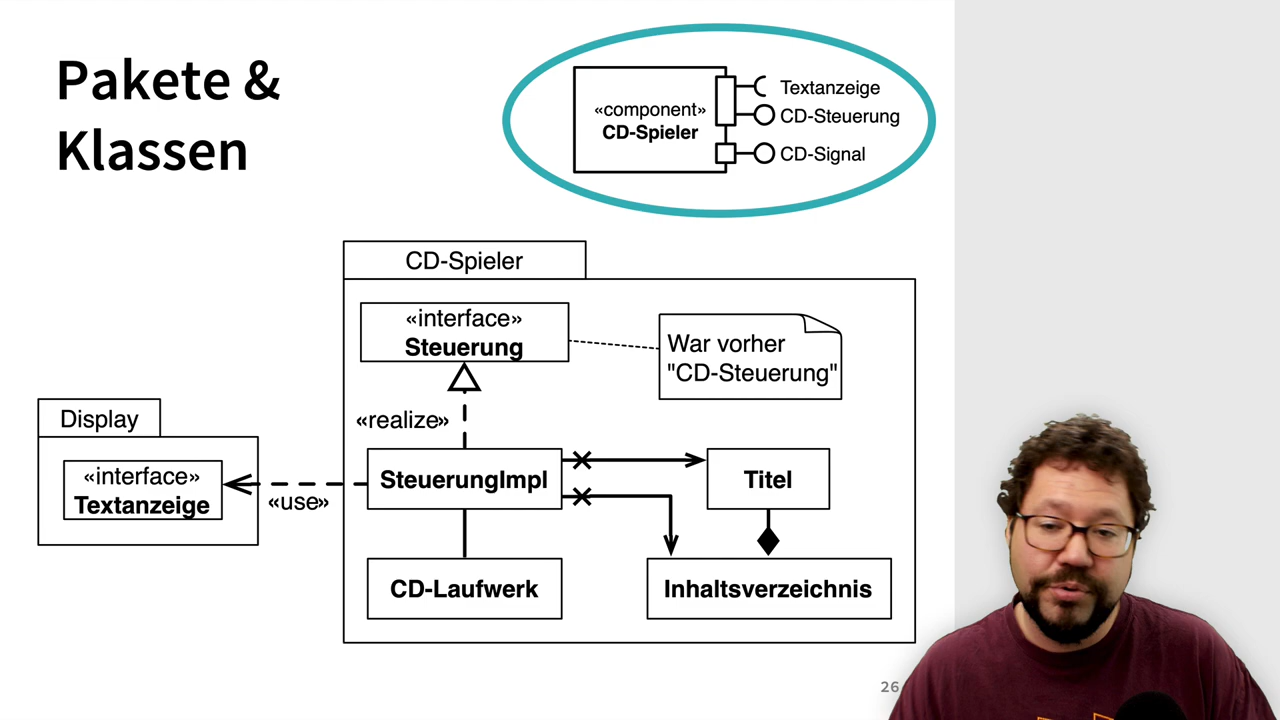 Pakete &
Klassen
«component»
CD-Spieler
Textanzeige
CD-Steuerung
CD-Signal
CD-Spieler
«interface»
Steuerung
War vorher
"CD-Steuerung"
«realize»
Display
«interface»
Textanzeige
«use»
SteuerungImpl
Titel
CD-Laufwerk
Inhaltsverzeichnis
26